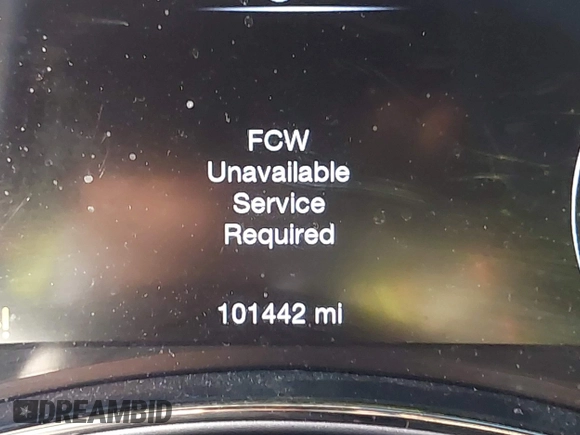 FCW
Unavailable
Service
Required
101442 mi
DREAMBID